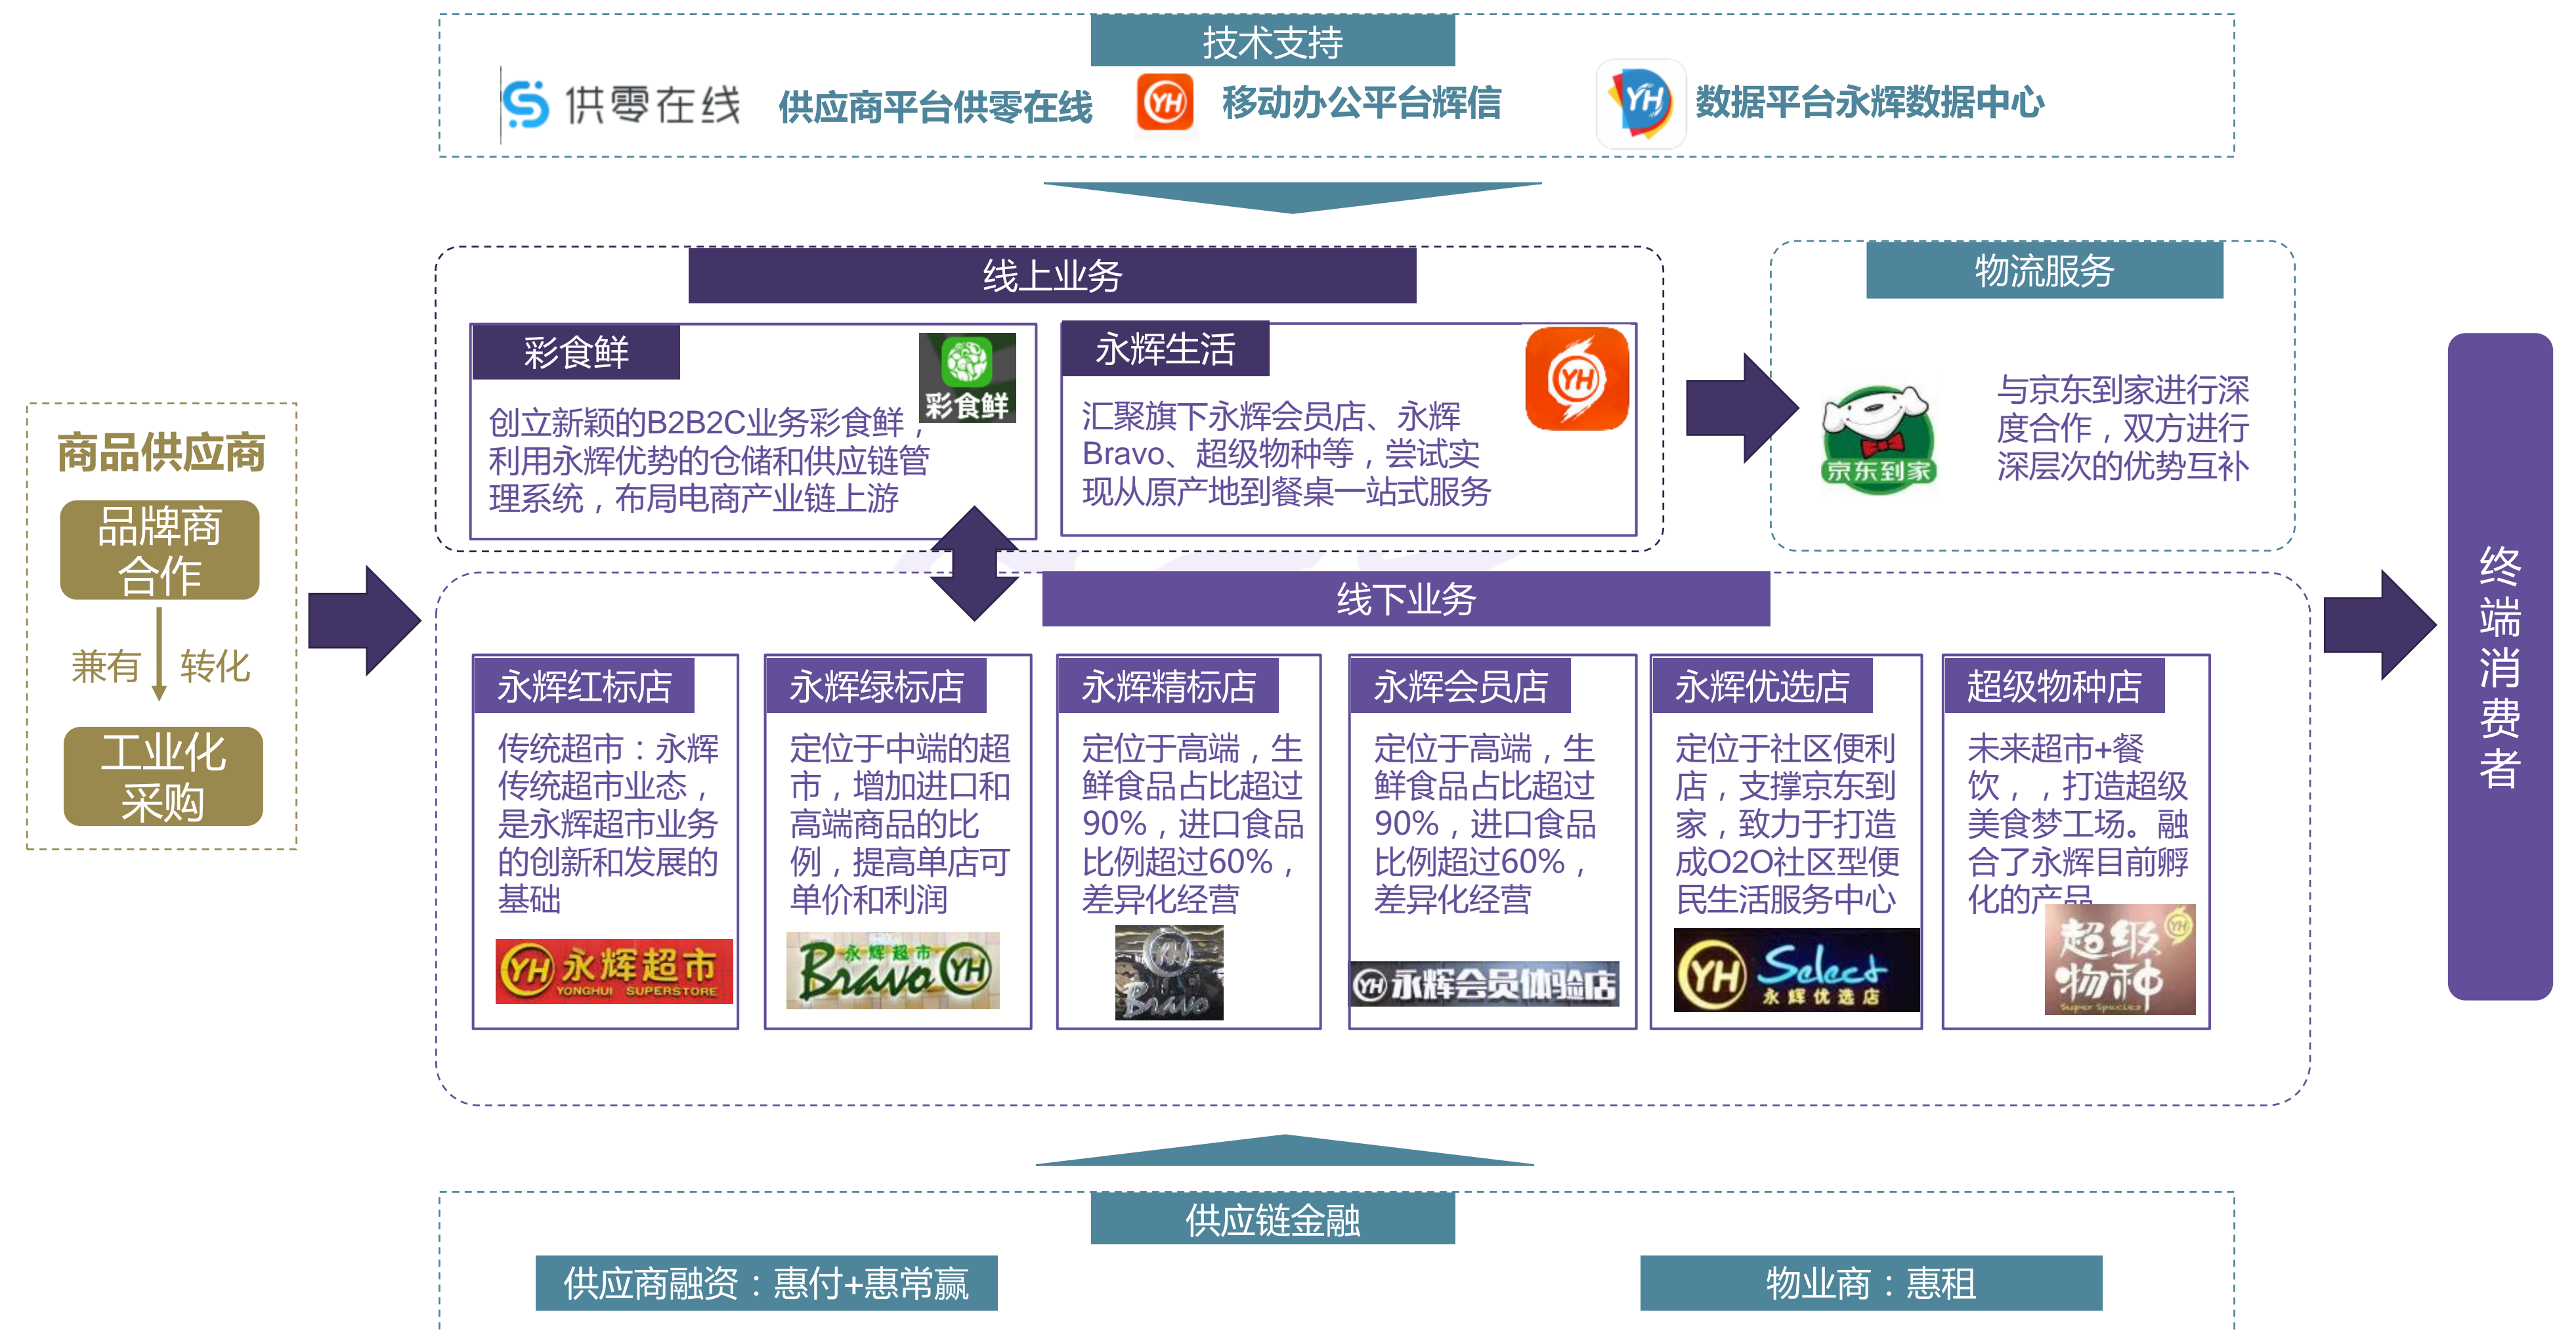 技术支持
供零在线
供应商平台供零在线
YH
移动办公平台辉信
YH
数据平台永辉数据中心
线上业务
彩食鲜
彩食鲜
创立新颖的B2B2C业务彩食鲜，
利用永辉优势的仓储和供应链管
理系统，布局电商产业链上游
永辉生活
YH
汇聚旗下永辉会员店、永辉
Bravo、超级物种等，尝试实
现从原产地到餐桌一站式服务
物流服务
京东到家
与京东到家进行深
度合作，双方进行
深层次的优势互补
商品供应商
品牌商
合作
兼有
转化
工业化
采购
线下业务
永辉红标店
传统超市：永辉
传统超市业态，
是永辉超市业务
的创新和发展的
基础
YH 永辉超市
YONGHUI SUPERSTORE
永辉绿标店
定位于中端的超
市，增加进口和
高端商品的比
例，提高单店可
单价和利润
永辉超市
Bravo YH
永辉精标店
定位于高端，生
鲜食品占比超过
90%，进口食品
比例超过60%，
差异化经营
YH
Bravo
永辉会员店
定位于高端，生
鲜食品占比超过
90%，进口食品
比例超过60%，
差异化经营
YH 永辉会员体验店
永辉优选店
定位于社区便利
店，支撑京东到
家，致力于打造
成O2O社区型便
民生活服务中心
YH Select
永辉优选店
超级物种店
未来超市+餐
饮，，打造超级
美食梦工场。融
合了永辉目前孵
化的产品
超级 YH
物种
Super Species
终
端
消
费
者
供应链金融
供应商融资：惠付+惠常赢
物业商：惠租